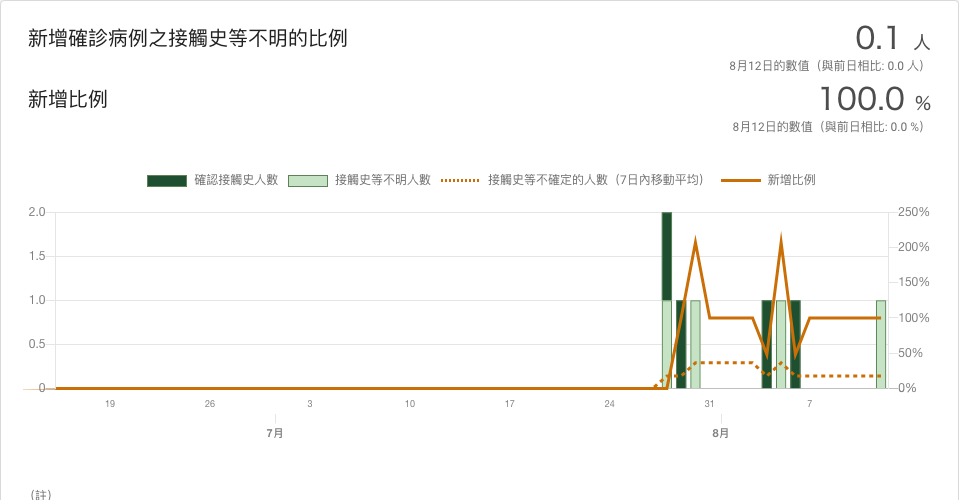 新增確診病例之接觸史等不明的比例
0.1 人
8月12日的數值（與前日相比: 0.0 人）
新增比例
100.0 %
8月12日的數值（與前日相比: 0.0 %）
確認接觸史人數 接觸史等不明人數 接觸史等不確定的人數（7日內移動平均） 新增比例
2.0 250%
200%
1.5
150%
1.0
100%
0.5
50%
0 0%
19 26 3 10 17 24 31 7
7月 8月
（註）